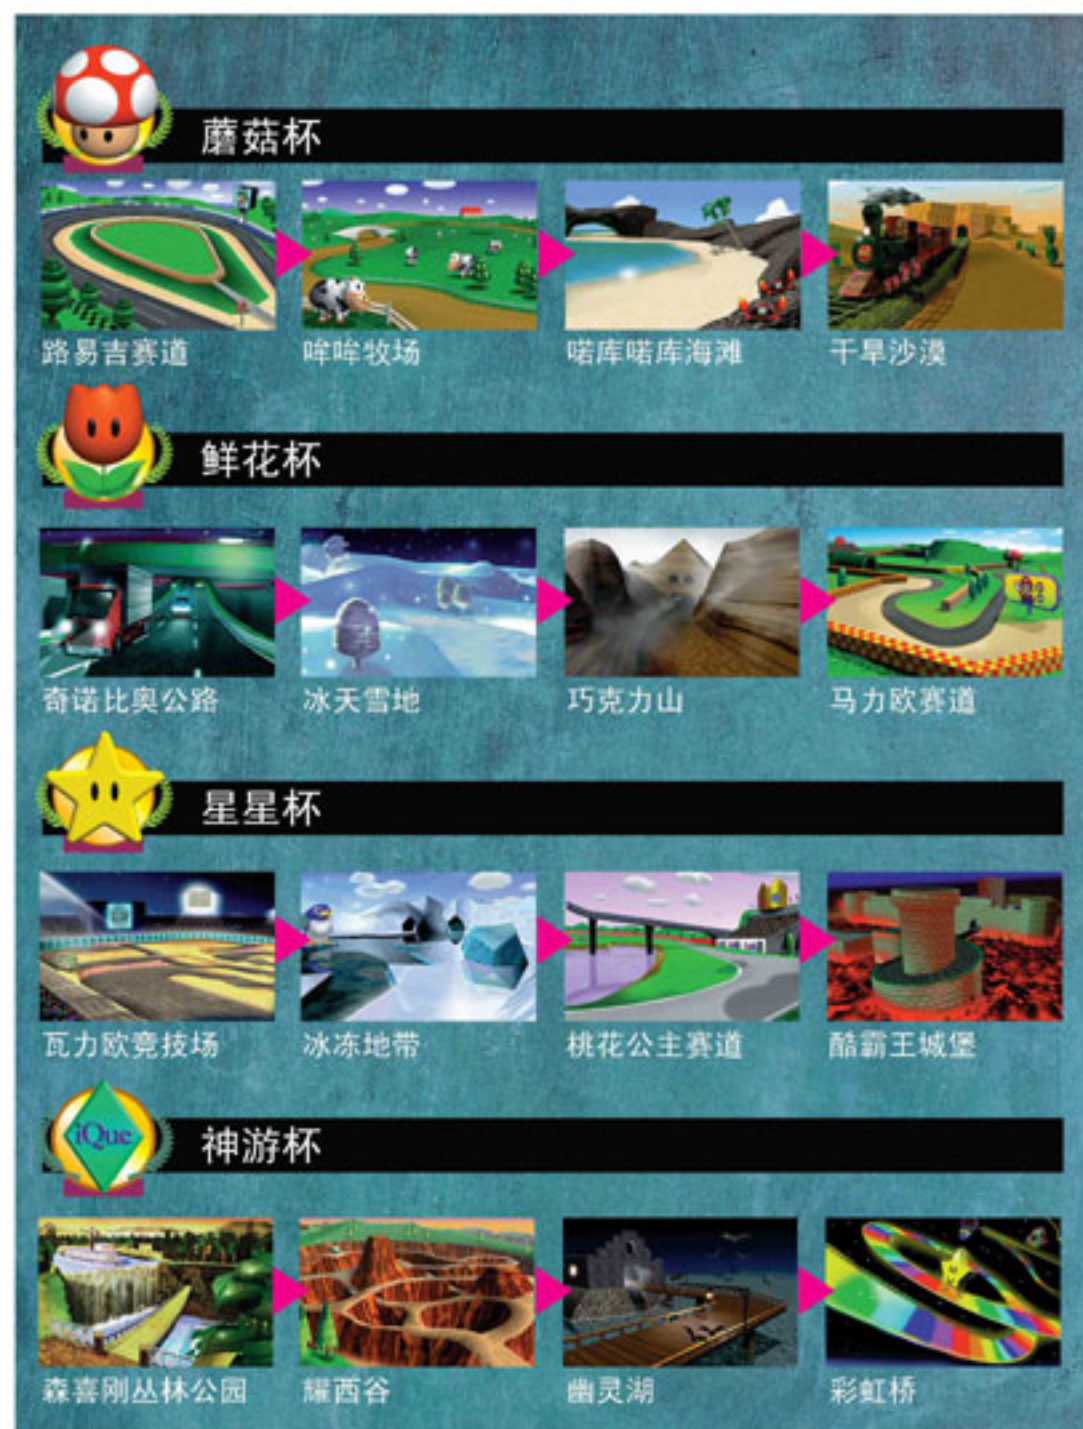 蘑菇杯
路易吉赛道
哞哞牧场
喏库喏库海滩
干旱沙漠
鲜花杯
奇诺比奥公路
冰天雪地
巧克力山
马力欧赛道
星星杯
瓦力欧竞技场
冰冻地带
桃花公主赛道
酷霸王城堡
iQue
神游杯
森喜刚丛林公园
耀西谷
幽灵湖
彩虹桥